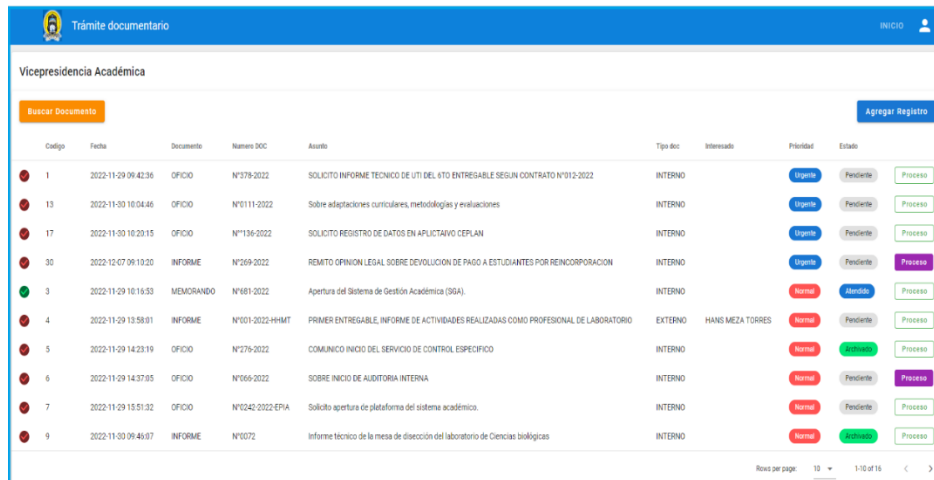 Trámite documentario INICIO
Vicepresidencia Académica
Buscar Documento Agregar Registro
Codigo Fecha Documento Numero DOC Asunto Tipo doc Interesado Prioridad Estado
1 2022-11-29 09:42:36 OFICIO N°378-2022 SOLICITO INFORME TECNICO DE UTI DEL 6TO ENTREGABLE SEGUN CONTRATO N°012-2022 INTERNO Urgente Pendiente Proceso
13 2022-11-30 10:04:46 OFICIO N°0111-2022 Sobre adaptaciones curriculares, metodologías y evaluaciones INTERNO Urgente Pendiente Proceso
17 2022-11-30 10:20:15 OFICIO N°°136-2022 SOLICITO REGISTRO DE DATOS EN APLICTAIVO CEPLAN INTERNO Urgente Pendiente Proceso
30 2022-12-07 09:10:20 INFORME N°269-2022 REMITO OPINION LEGAL SOBRE DEVOLUCION DE PAGO A ESTUDIANTES POR REINCORPORACION INTERNO Urgente Pendiente Proceso
3 2022-11-29 10:16:53 MEMORANDO N°681-2022 Apertura del Sistema de Gestión Académica (SGA). INTERNO Normal Atendido Proceso
4 2022-11-29 13:58:01 INFORME N°001-2022-HHMT PRIMER ENTREGABLE, INFORME DE ACTIVIDADES REALIZADAS COMO PROFESIONAL DE LABORATORIO EXTERNO HANS MEZA TORRES Normal Pendiente Proceso
5 2022-11-29 14:23:19 OFICIO N°276-2022 COMUNICO INICIO DEL SERVICIO DE CONTROL ESPECIFICO INTERNO Normal Archivado Proceso
6 2022-11-29 14:37:05 OFICIO N°066-2022 SOBRE INICIO DE AUDITORIA INTERNA INTERNO Normal Pendiente Proceso
7 2022-11-29 15:51:32 OFICIO N°0242-2022-EPIA Solicito apertura de plataforma del sistema académico. INTERNO Normal Pendiente Proceso
9 2022-11-30 09:46:07 INFORME N°0072 Informe técnico de la mesa de disección del laboratorio de Ciencias biológicas INTERNO Normal Archivado Proceso
Rows per page: 10 1-10 of 16